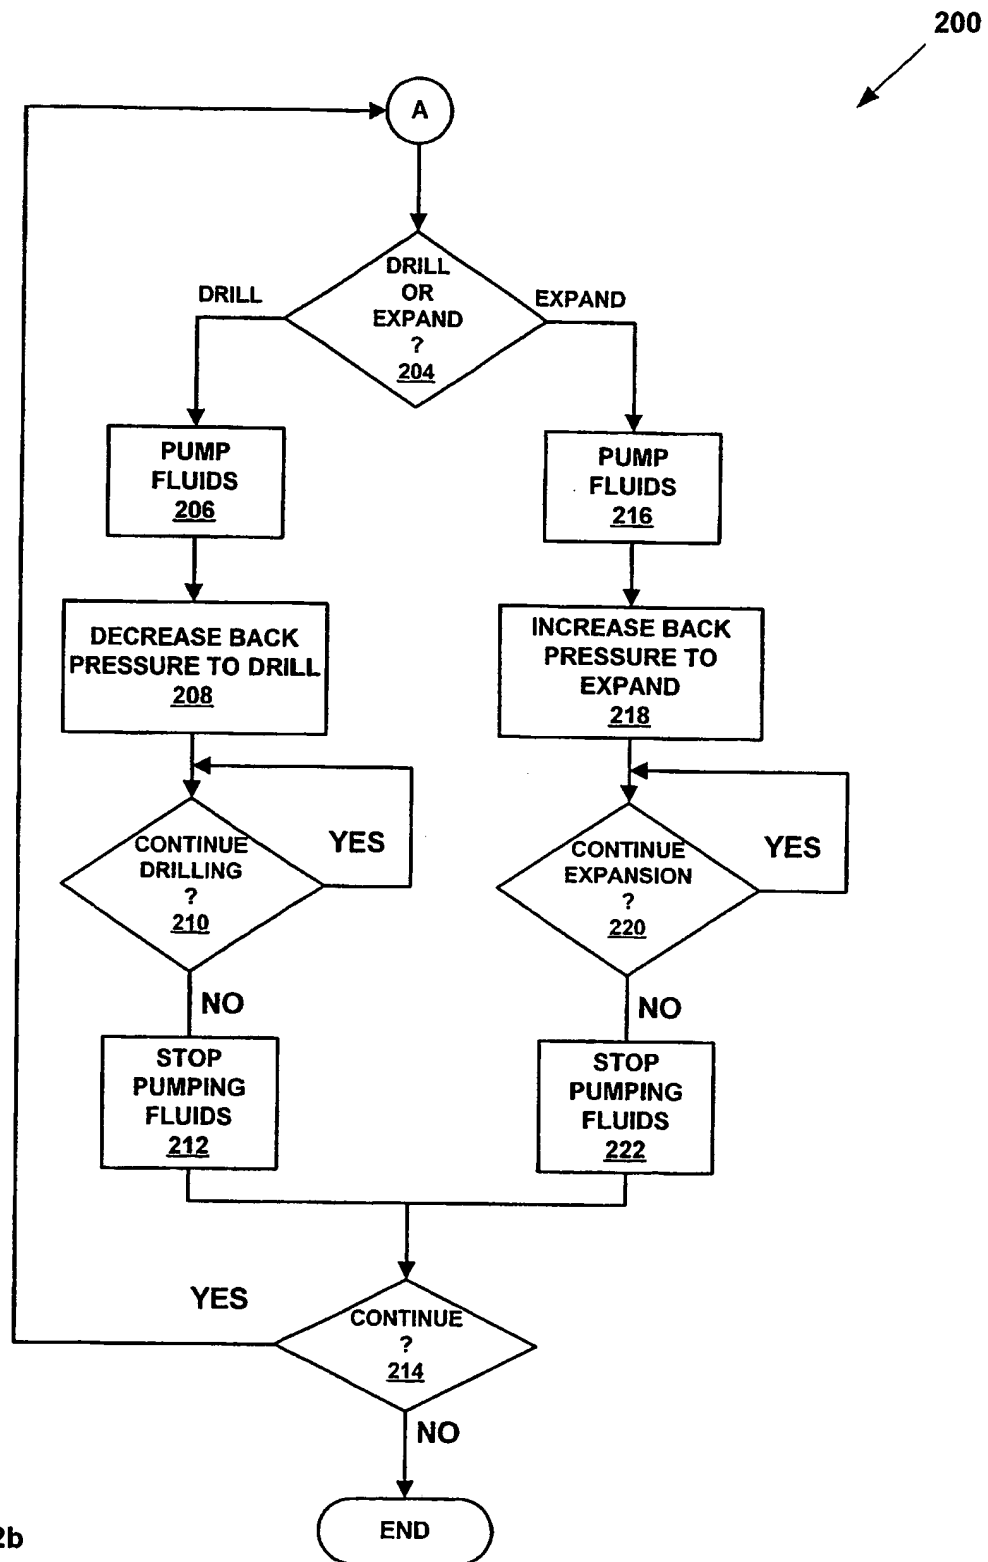 200
A
DRILL
OR
EXPAND
?
204
DRILL
EXPAND
PUMP
FLUIDS
206
PUMP
FLUIDS
216
DECREASE BACK
PRESSURE TO DRILL
208
INCREASE BACK
PRESSURE TO
EXPAND
218
CONTINUE
DRILLING
?
210
YES
CONTINUE
EXPANSION
?
220
YES
NO
NO
STOP
PUMPING
FLUIDS
212
STOP
PUMPING
FLUIDS
222
YES
CONTINUE
?
214
NO
END
2b